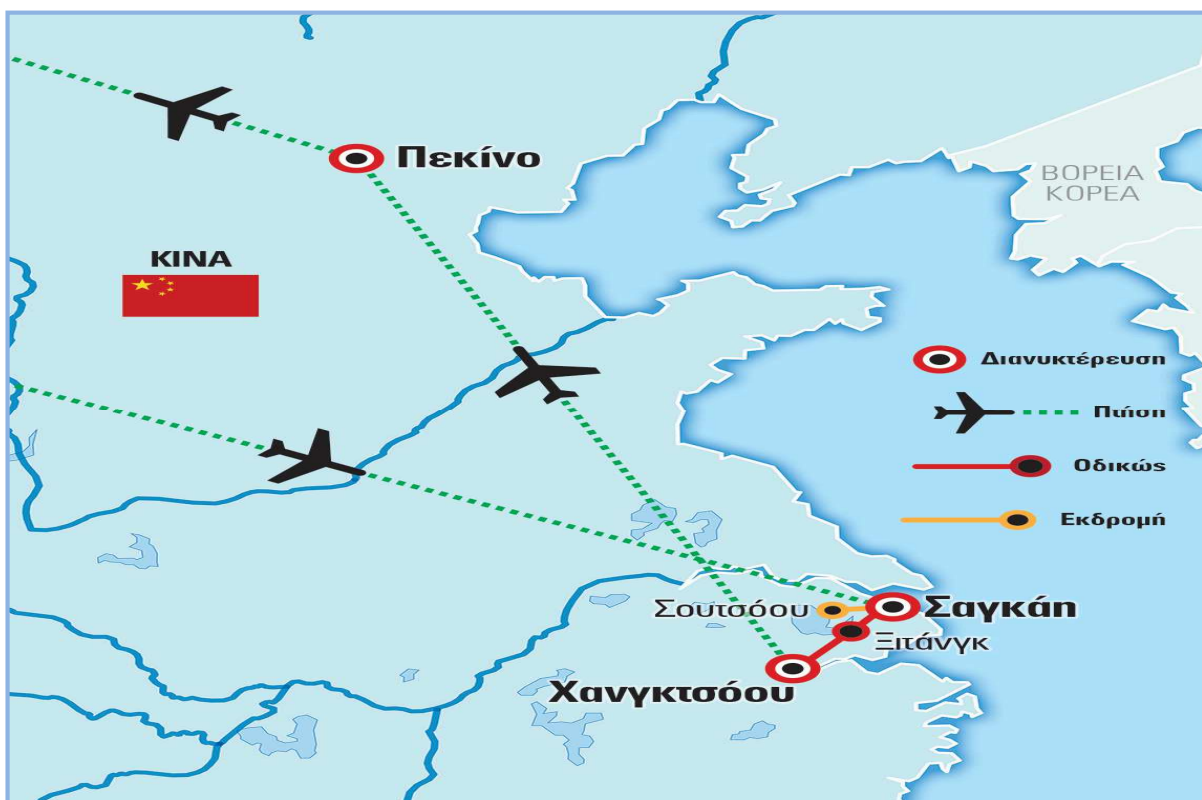 Πεκίνο
ΒΟΡΕΙΑ
ΚΟΡΕΑ
ΚΙΝΑ
Διανυκτέρευση
Πτήση
Οδικώς
Εκδρομή
Σουτσόου
Σαγκάη
Ξιτάνγκ
Χανγκτσόου